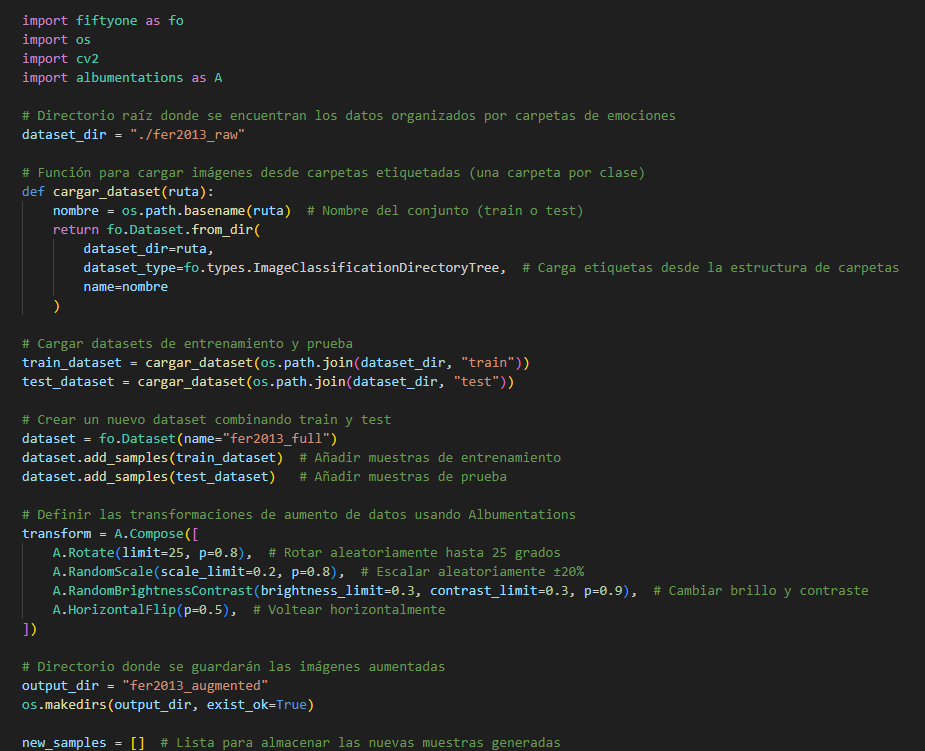 import fiftyone as fo
import os
import cv2
import albumentations as A
# Directorio raíz donde se encuentran los datos organizados por carpetas de emociones
dataset_dir = "./fer2013_raw"
# Función para cargar imágenes desde carpetas etiquetadas (una carpeta por clase)
def cargar_dataset(ruta):
    nombre = os.path.basename(ruta)  # Nombre del conjunto (train o test)
    return fo.Dataset.from_dir(
        dataset_dir=ruta,
        dataset_type=fo.types.ImageClassificationDirectoryTree,  # Carga etiquetas desde la estructura de carpetas
        name=nombre
    )
# Cargar datasets de entrenamiento y prueba
train_dataset = cargar_dataset(os.path.join(dataset_dir, "train"))
test_dataset = cargar_dataset(os.path.join(dataset_dir, "test"))
# Crear un nuevo dataset combinando train y test
dataset = fo.Dataset(name="fer2013_full")
dataset.add_samples(train_dataset)  # Añadir muestras de entrenamiento
dataset.add_samples(test_dataset)   # Añadir muestras de prueba
# Definir las transformaciones de aumento de datos usando Albumentations
transform = A.Compose([
    A.Rotate(limit=25, p=0.8),  # Rotar aleatoriamente hasta 25 grados
    A.RandomScale(scale_limit=0.2, p=0.8),  # Escalar aleatoriamente ±20%
    A.RandomBrightnessContrast(brightness_limit=0.3, contrast_limit=0.3, p=0.9),  # Cambiar brillo y contraste
    A.HorizontalFlip(p=0.5),  # Voltear horizontalmente
])
# Directorio donde se guardarán las imágenes aumentadas
output_dir = "fer2013_augmented"
os.makedirs(output_dir, exist_ok=True)
new_samples = []  # Lista para almacenar las nuevas muestras generadas